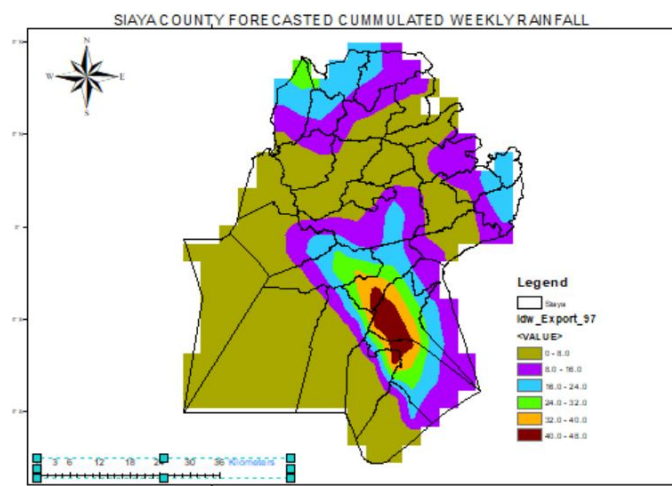 SIAYA COUNTY FORECASTED CUMMULATED WEEKLY RAINFALL
N
W E
S
Legend
Siaya
Idw_Export_97
<VALUE>
0 - 8.0
8.0 - 16.0
16.0 - 24.0
24.0 - 32.0
32.0 - 40.0
40.0 - 48.0
Kilometers
3 6 12 18 24 30 36